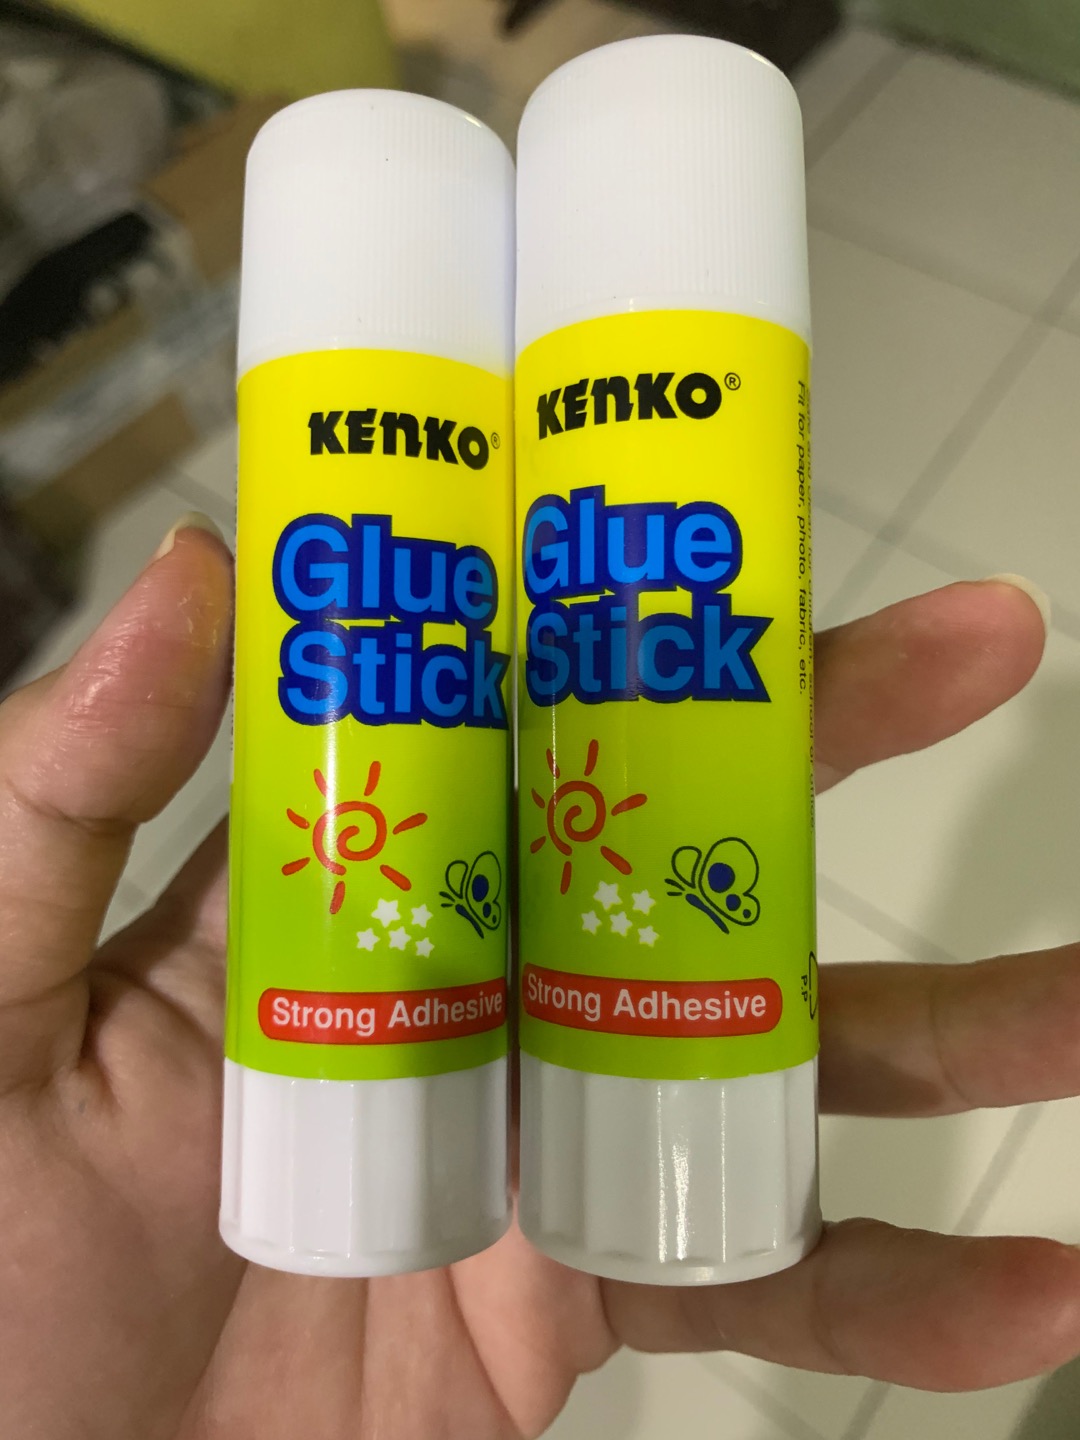 KENKO®
Glue
Stick
Strong Adhesive
KENKO®
Glue
Stick
Strong Adhesive
Fit for paper, photo, fabric, etc.
P.P